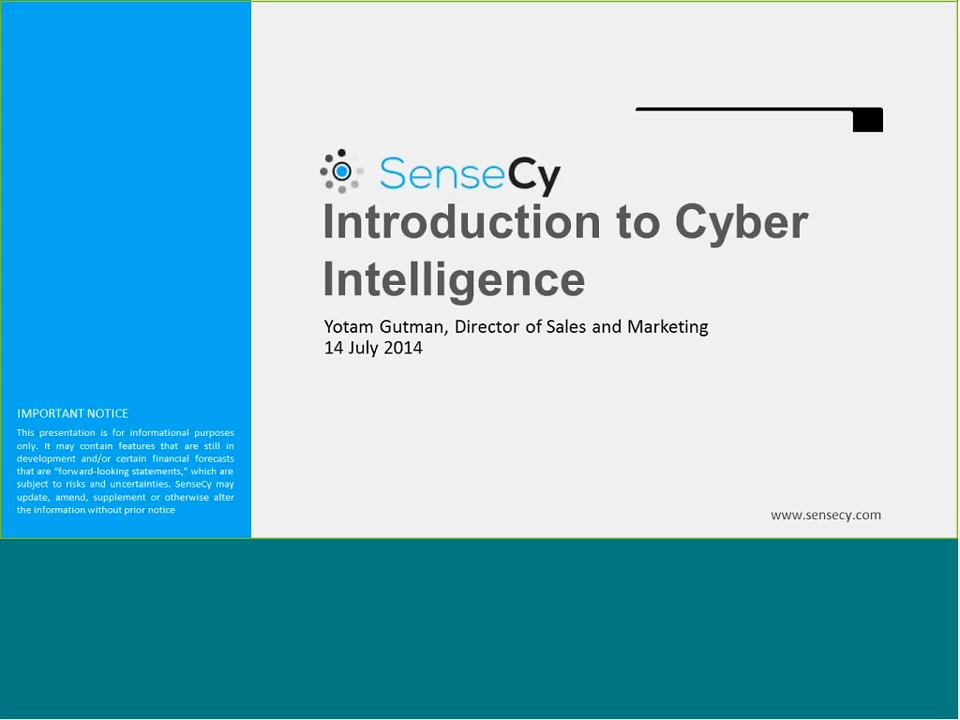 SenseCy
Introduction to Cyber
Intelligence
Yotam Gutman, Director of Sales and Marketing
14 July 2014
IMPORTANT NOTICE
This presentation is for informational purposes
only. It may contain features that are still in
development and/or certain financial forecasts
that are “forward-looking statements,” which are
subject to risks and uncertainties. SenseCy may
update, amend, supplement or otherwise alter
the information without prior notice
www.sensecy.com